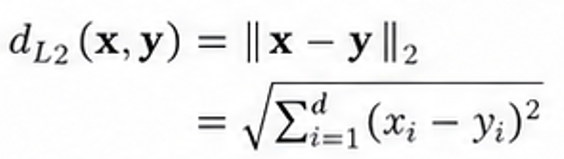 d_{L2}(𝐱, 𝐲) = ‖𝐱 − 𝐲‖₂
= √(∑_{i=1}^{d} (x_i − y_i)²)